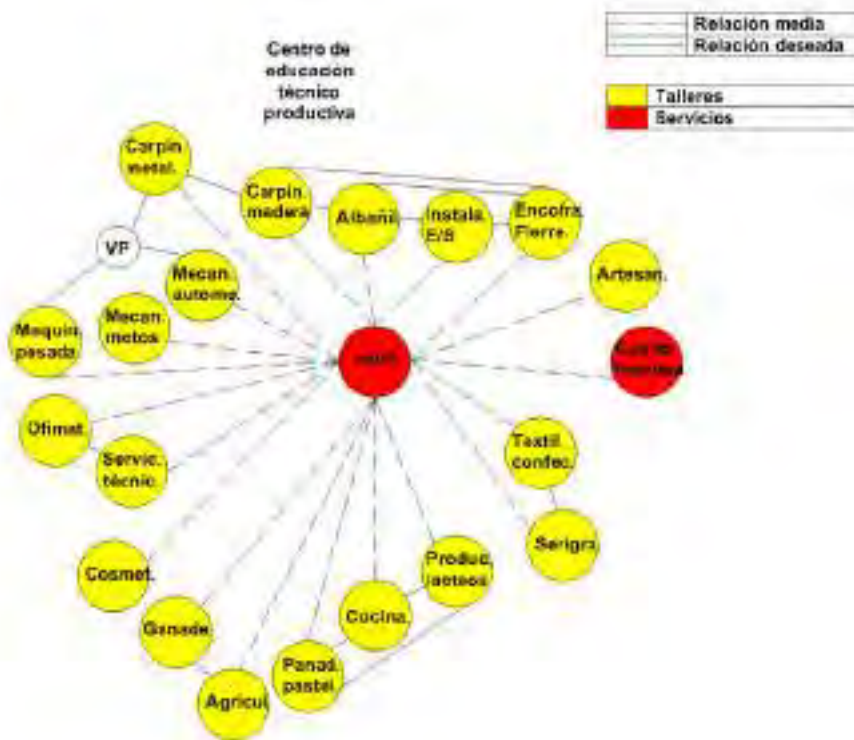 Relación media
Relación deseada
Centro de
educación
técnico
productiva
Talleres
Servicios
Carpin.
metal.
Carpin.
madera
Albañil
Instala.
E/S
Encofra.
Fierre.
VF
Mecan.
automo.
Artesan.
Maquin.
pesada
Mecan.
motos
Ofimat.
Servic.
técnic.
Textil.
confec.
Serigra.
Cosmet.
Produc.
lacteos
Ganade.
Cocina.
Agricul.
Panad.
pastel